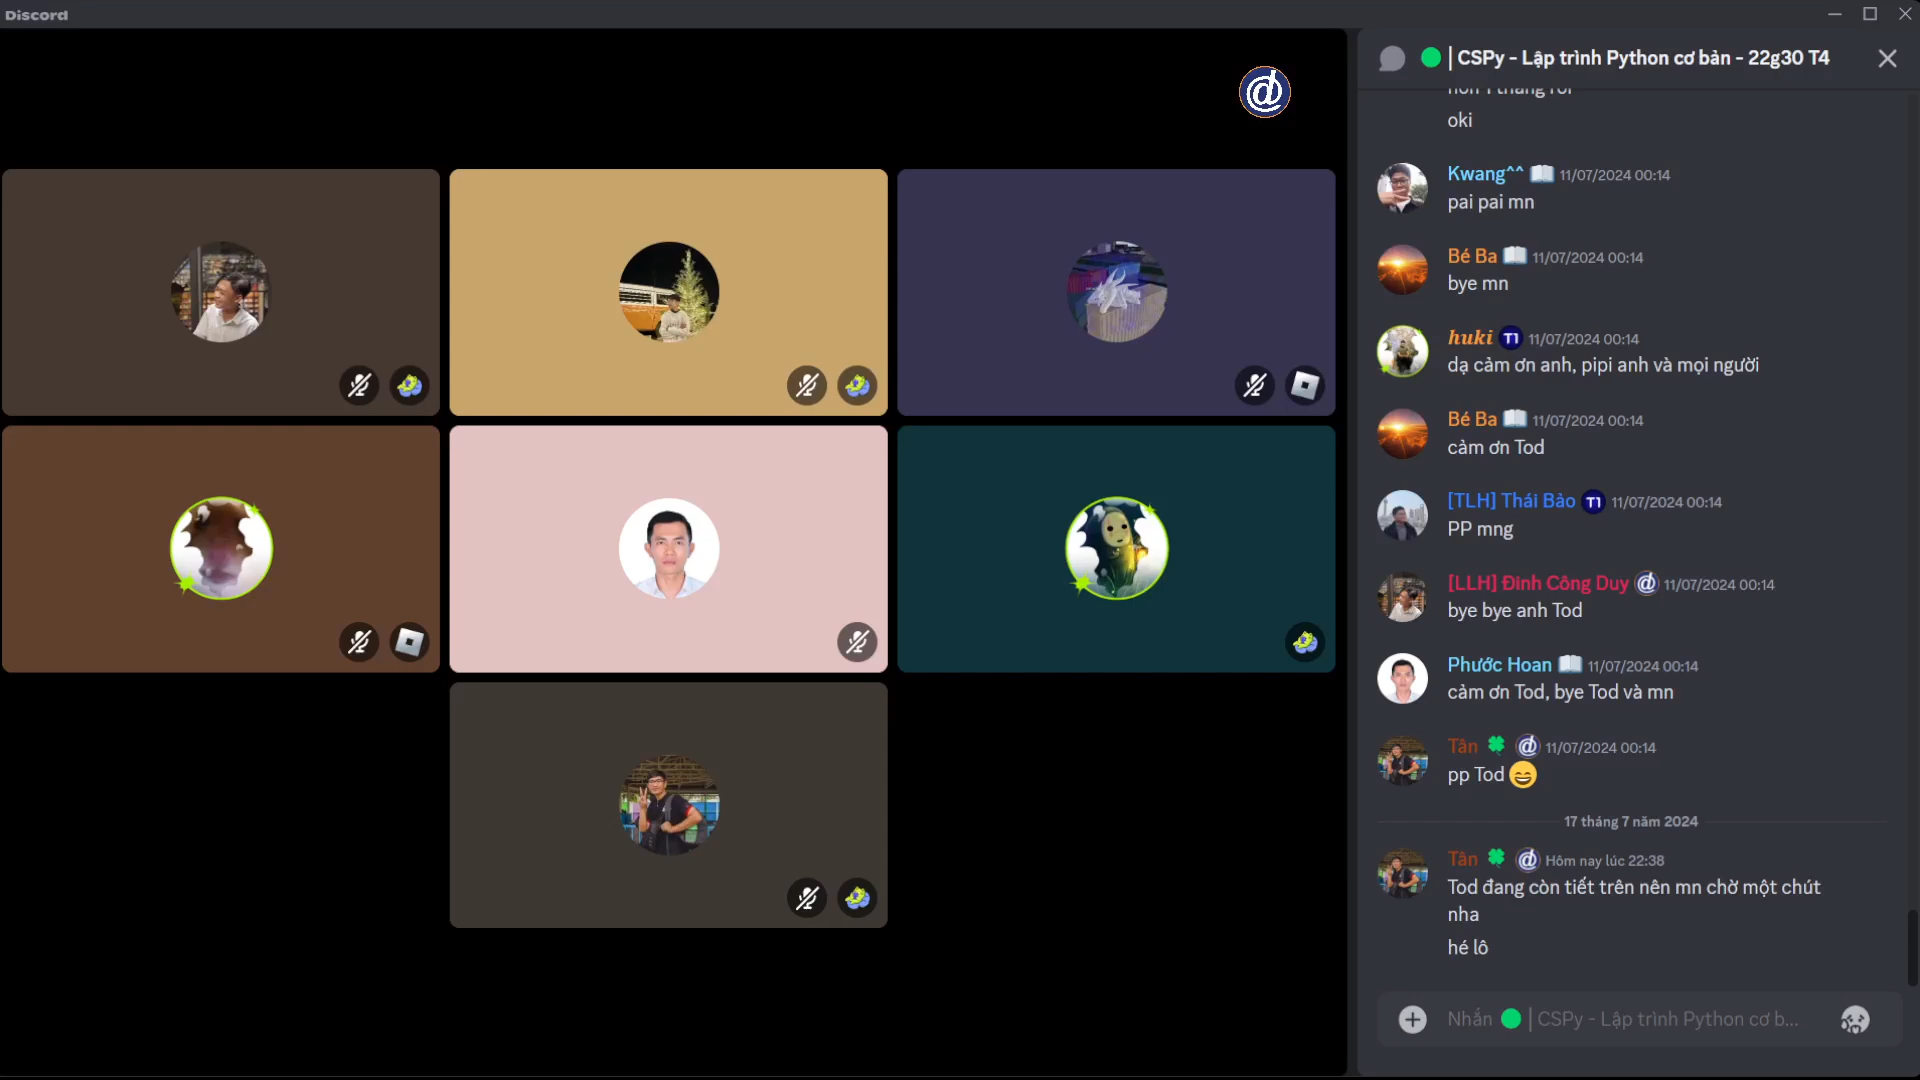 Discord
| CSPy - Lập trình Python cơ bản - 22g30 T4
oki
Kwang^^ 11/07/2024 00:14
pai pai mn
Bé Ba 11/07/2024 00:14
bye mn
huki T1 11/07/2024 00:14
dạ cảm ơn anh, pipi anh và mọi người
Bé Ba 11/07/2024 00:14
cảm ơn Tod
[TLH] Thái Bảo T1 11/07/2024 00:14
PP mng
[LLH] Đinh Công Duy @ 11/07/2024 00:14
bye bye anh Tod
Phước Hoan 11/07/2024 00:14
cảm ơn Tod, bye Tod và mn
Tân @ 11/07/2024 00:14
pp Tod 😄
17 tháng 7 năm 2024
Tân @ Hôm nay lúc 22:38
Tod đang còn tiết trên nên mn chờ một chút
nha
hé lô
Nhắn | CSPy - Lập trình Python cơ b...